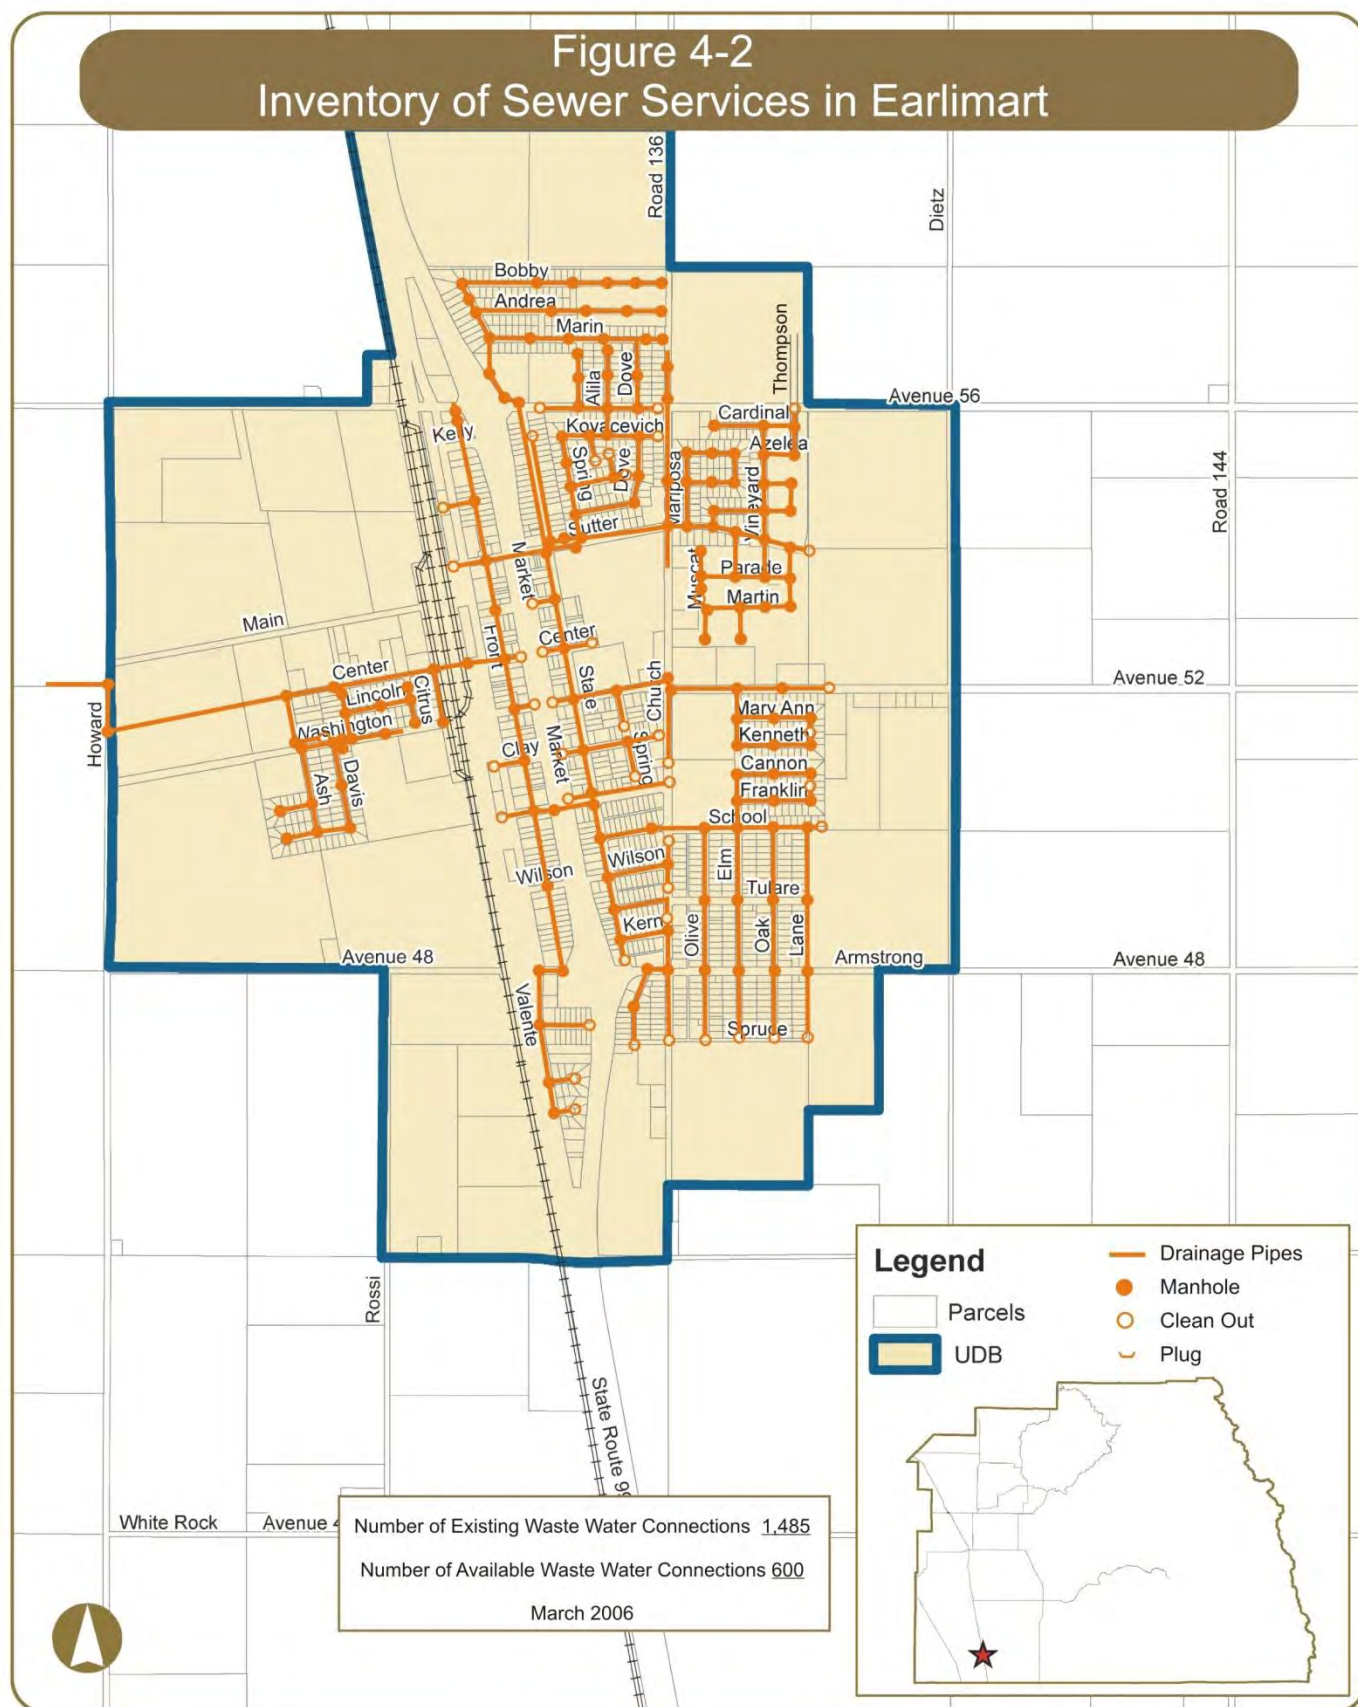 Figure 4-2
Inventory of Sewer Services in Earlimart
Road 136
Dietz
Bobby
Andrea
Marin
Thompson
Alila
Dove
Avenue 56
Cardinal
Kelly
Kovacevich
Azelea
Spring
Dove
Mariposa
Vineyard
Road 144
Sutter
Market
Muscat
Parade
Martin
Main
Front
Center
Center
Church
Citrus
Lincoln
State
Avenue 52
Mary Ann
Washington
Howard
Kenneth
Clay
Market
Spring
Cannon
Ash
Davis
Franklin
School
Wilson
Wilson
Elm
Tulare
Kern
Olive
Oak
Lane
Avenue 48
Armstrong
Avenue 48
Valente
Spruce
Rossi
State Route 99
White Rock
Avenue 4
Legend
Parcels
UDB
Drainage Pipes
Manhole
Clean Out
Plug
Number of Existing Waste Water Connections 1,485
Number of Available Waste Water Connections 600
March 2006